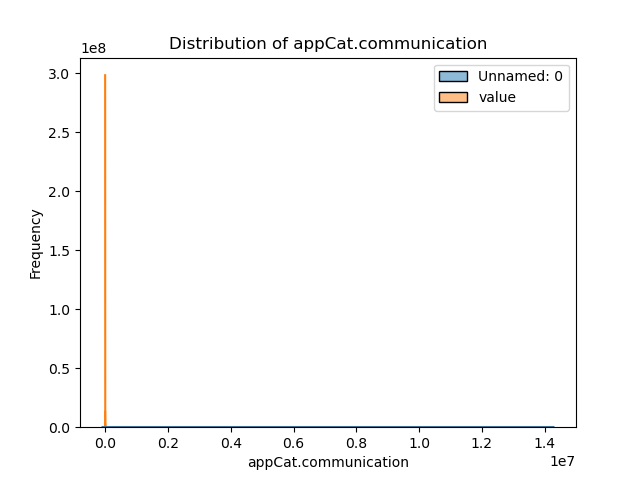 Distribution of appCat.communication
1e8
3.0
2.5
2.0
1.5
1.0
0.5
0.0
Frequency
Unnamed: 0
value
0.0 0.2 0.4 0.6 0.8 1.0 1.2 1.4
1e7
appCat.communication